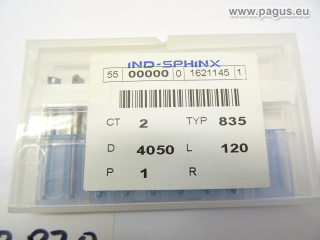 © www.pagus.eu
IND-SPHINX
55 00000 0 1621145 1
CT 2 TYP 835
D 4050 L 120
P 1 R